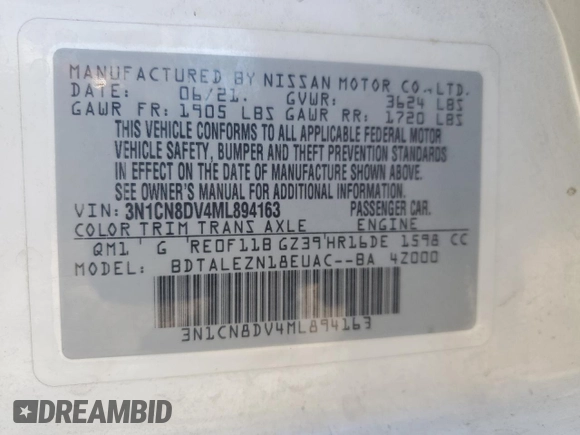 MANUFACTURED BY NISSAN MOTOR CO.,LTD.
DATE: 06/21. GVWR: 3624 LBS
GAWR FR: 1905 LBS GAWR RR: 1720 LBS
THIS VEHICLE CONFORMS TO ALL APPLICABLE FEDERAL MOTOR
VEHICLE SAFETY, BUMPER AND THEFT PREVENTION STANDARDS
IN EFFECT ON THE DATE OF MANUFACTURE SHOWN ABOVE.
SEE OWNER'S MANUAL FOR ADDITIONAL INFORMATION.
VIN: 3N1CN8DV4ML894163 PASSENGER CAR.
COLOR TRIM TRANS AXLE ENGINE
QM1 'G 'RE0F11B GZ39'HR16DE 1598 CC
MODEL: BDTALEZN18EUAC--BA 4Z000
3N1CN8DV4ML894163
DREAMBID